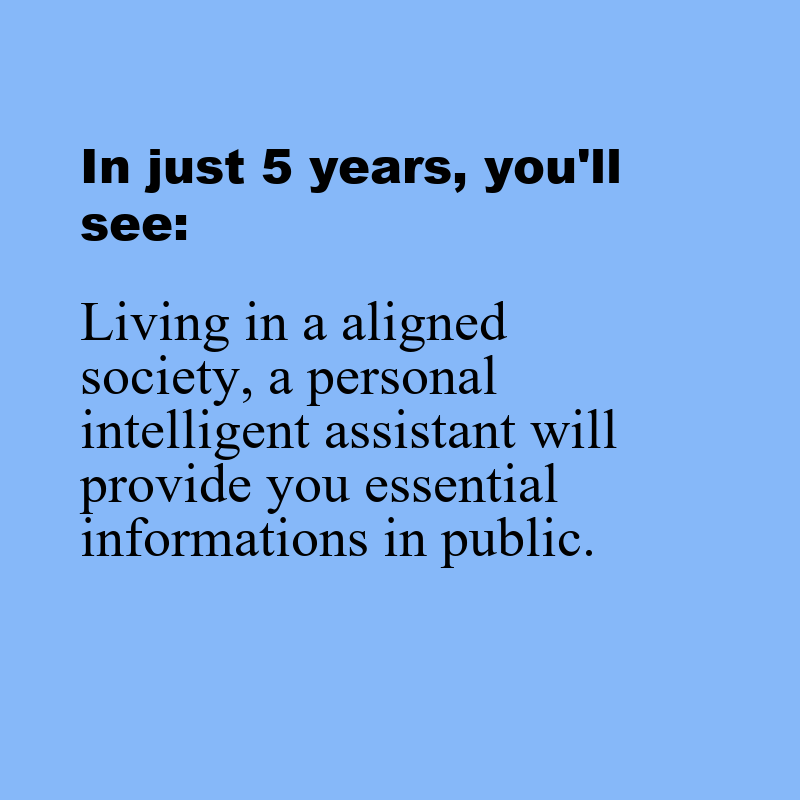 In just 5 years, you'll
see:
Living in a aligned
society, a personal
intelligent assistant will
provide you essential
informations in public.